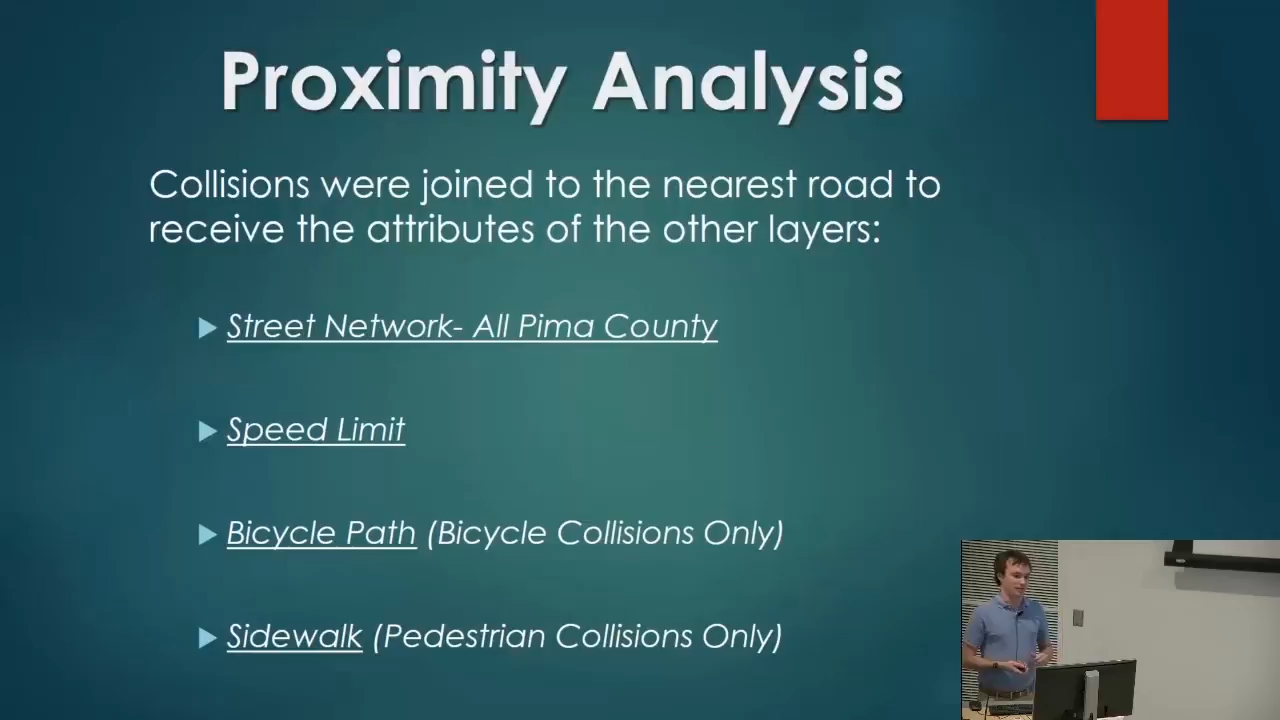 Proximity Analysis
Collisions were joined to the nearest road to
receive the attributes of the other layers:
Street Network- All Pima County
Speed Limit
Bicycle Path (Bicycle Collisions Only)
Sidewalk (Pedestrian Collisions Only)